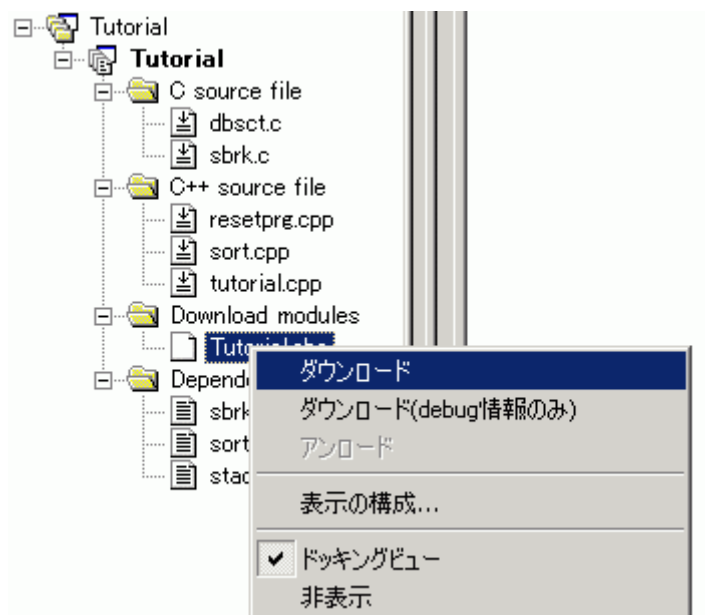 Tutorial
Tutorial
C source file
dbsct.c
sbrk.c
C++ source file
resetprg.cpp
sort.cpp
tutorial.cpp
Download modules
ダウンロード
ダウンロード(debug情報のみ)
アンロード
sbrk
sort
表示の構成...
ドッキングビュー
非表示